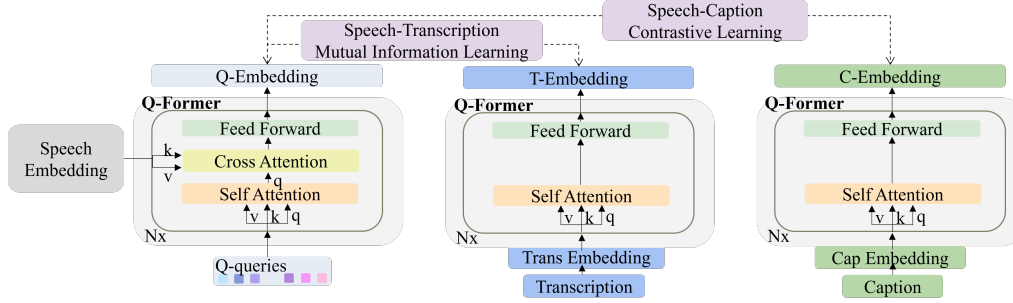 Speech-Caption
Contrastive Learning
Speech-Transcription
Mutual Information Learning
Q-Embedding
T-Embedding
C-Embedding
Q-Former
Q-Former
Q-Former
Feed Forward
Feed Forward
Feed Forward
Speech
Embedding
k
v
Cross Attention
q
Self Attention
Self Attention
Self Attention
v k q
v k q
v k q
Nx
Nx
Nx
Q-queries
Trans Embedding
Cap Embedding
Transcription
Caption